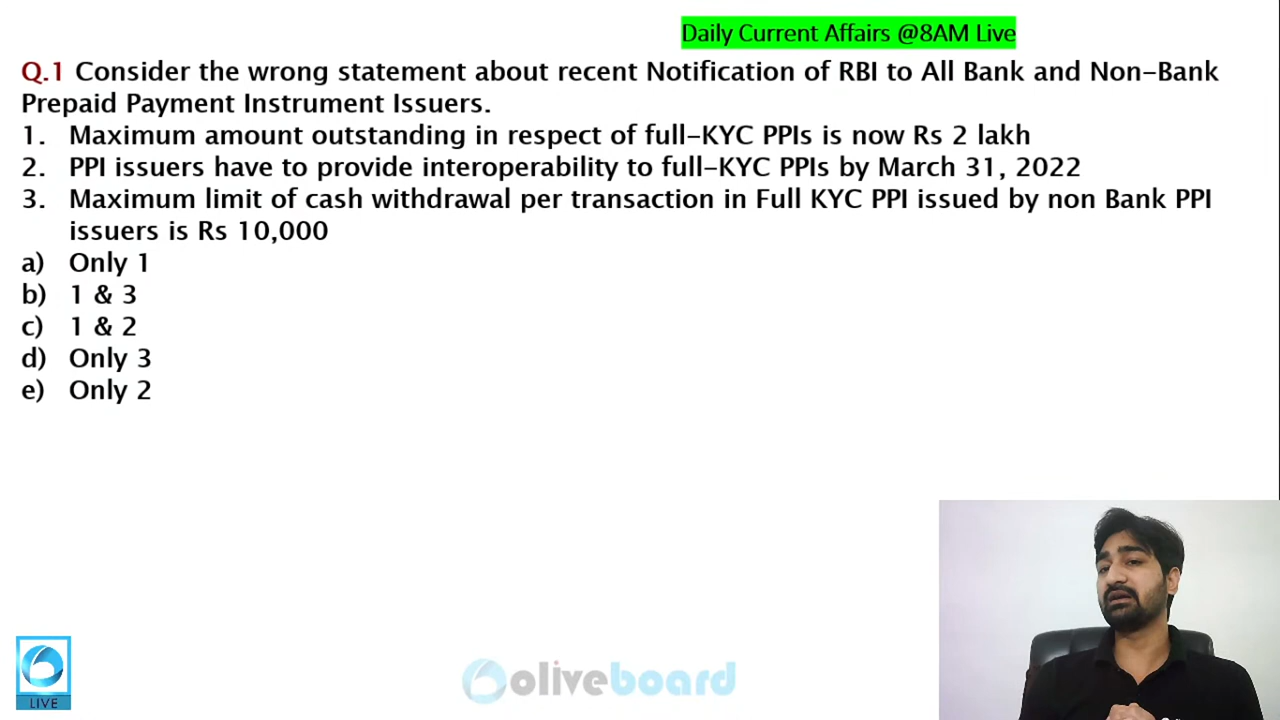 Daily Current Affairs @8AM Live
Q.1 Consider the wrong statement about recent Notification of RBI to All Bank and Non-Bank
Prepaid Payment Instrument Issuers.
1. Maximum amount outstanding in respect of full-KYC PPIs is now Rs 2 lakh
2. PPI issuers have to provide interoperability to full-KYC PPIs by March 31, 2022
3. Maximum limit of cash withdrawal per transaction in Full KYC PPI issued by non Bank PPI
issuers is Rs 10,000
a) Only 1
b) 1 & 3
c) 1 & 2
d) Only 3
e) Only 2
oliveboard
LIVE